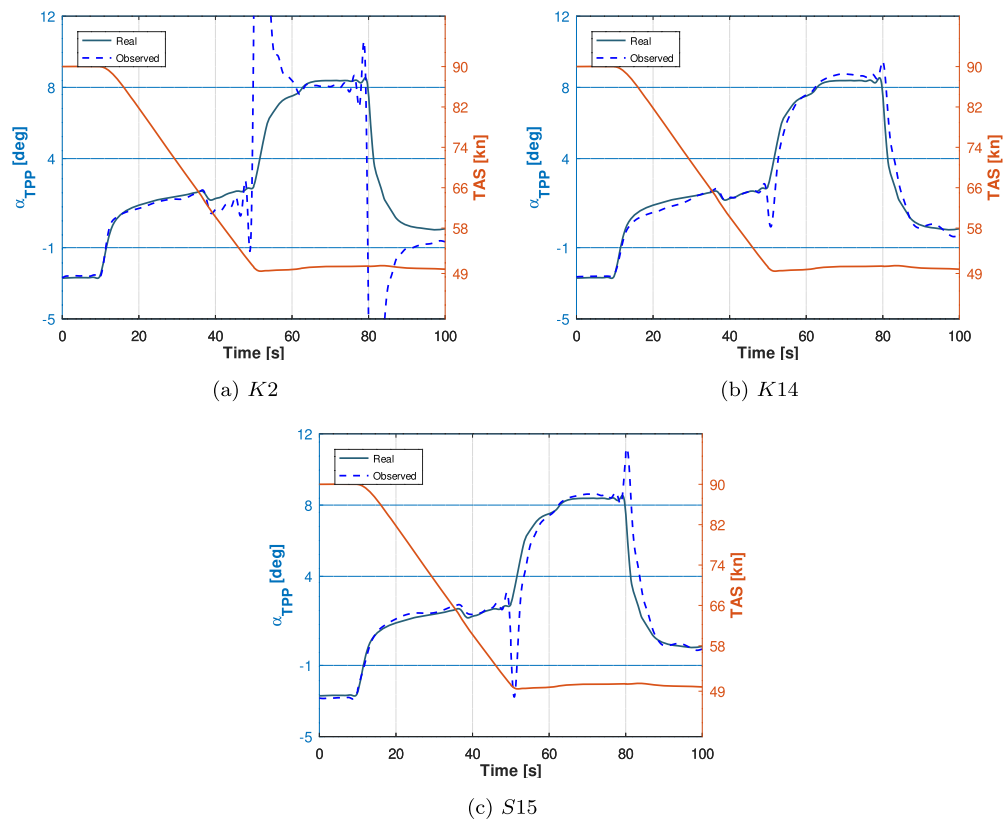 12
8
4
-1
-5
α_TPP [deg]
Real
Observed
90
82
74
66
58
49
TAS [kn]
0 20 40 60 80 100
Time [s]
(a) K2
12
8
4
-1
-5
α_TPP [deg]
Real
Observed
90
82
74
66
58
49
TAS [kn]
0 20 40 60 80 100
Time [s]
(b) K14
12
8
4
-1
-5
α_TPP [deg]
Real
Observed
90
82
74
66
58
49
TAS [kn]
0 20 40 60 80 100
Time [s]
(c) S15